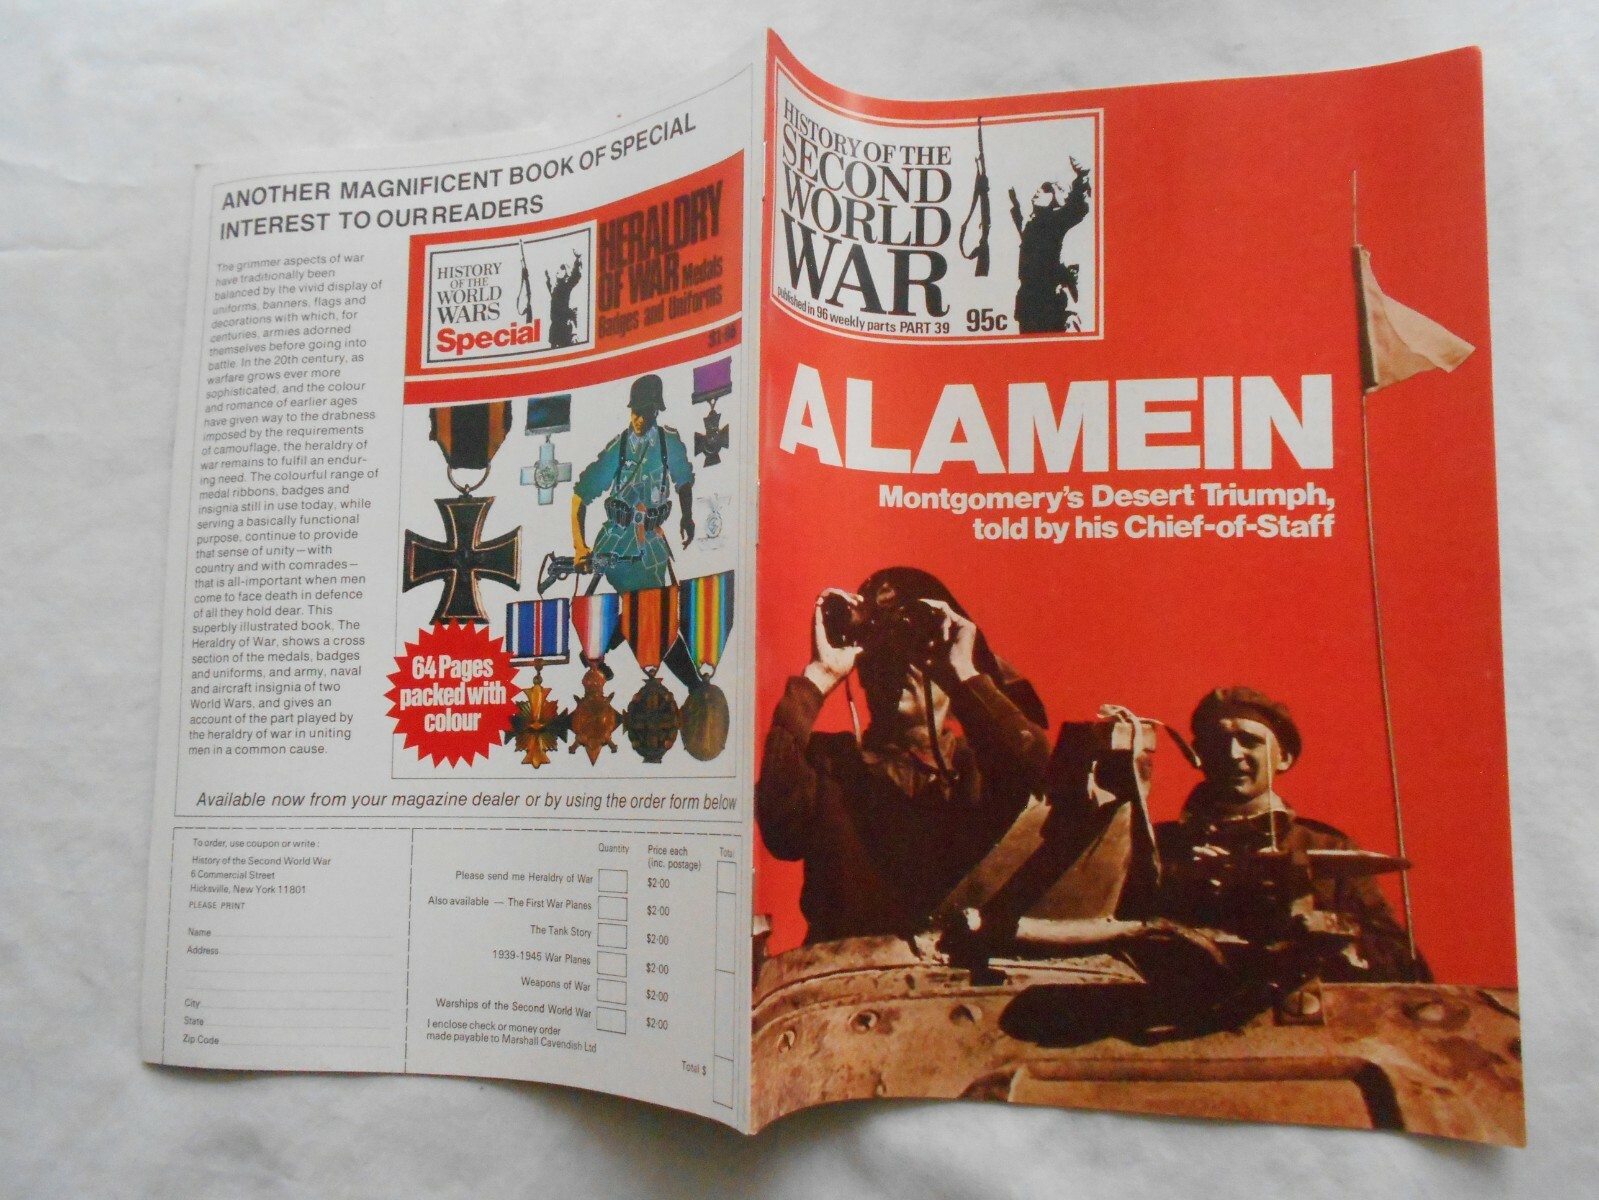 ANOTHER MAGNIFICENT BOOK OF SPECIAL
INTEREST TO OUR READERS
The grimmer aspects of war
have traditionally been
balanced by the vivid display of
uniforms, banners, flags and
decorations with which, for
centuries, armies adorned
themselves before going into
battle. In the 20th century, as
warfare grows ever more
sophisticated, and the colour
and romance of earlier ages
have given way to the drabness
imposed by the requirements
of camouflage, the heraldry of
war remains to fulfil an endur-
ing need. The colourful range of
medal ribbons, badges and
insignia still in use today, while
serving a basically functional
purpose, continue to provide
that sense of unity – with
country and with comrades –
that is all-important when men
come to face death in defence
of all they hold dear. This
superbly illustrated book, The
Heraldry of War, shows a cross
section of the medals, badges
and uniforms, and army, naval
and aircraft insignia of two
World Wars, and gives an
account of the part played by
the heraldry of war in uniting
men in a common cause.
HISTORY
OF THE
WORLD
WARS
Special
HERALDRY
OF WAR Medals
Badges and Uniforms
64 Pages
packed with
colour
Available now from your magazine dealer or by using the order form below
To order, use coupon or write:
History of the Second World War
6 Commercial Street
Hicksville, New York 11801
PLEASE PRINT
Name
Address
City
State
Zip Code
Quantity
Price each
(inc. postage)
Total
Please send me Heraldry of War
$2·00
Also available — The First War Planes
$2·00
The Tank Story
$2·00
1939-1945 War Planes
$2·00
Weapons of War
$2·00
Warships of the Second World War
$2·00
I enclose check or money order
made payable to Marshall Cavendish Ltd
Total $
HISTORY OF THE
SECOND
WORLD
WAR
published in 96 weekly parts PART 39 95c
ALAMEIN
Montgomery's Desert Triumph,
told by his Chief-of-Staff